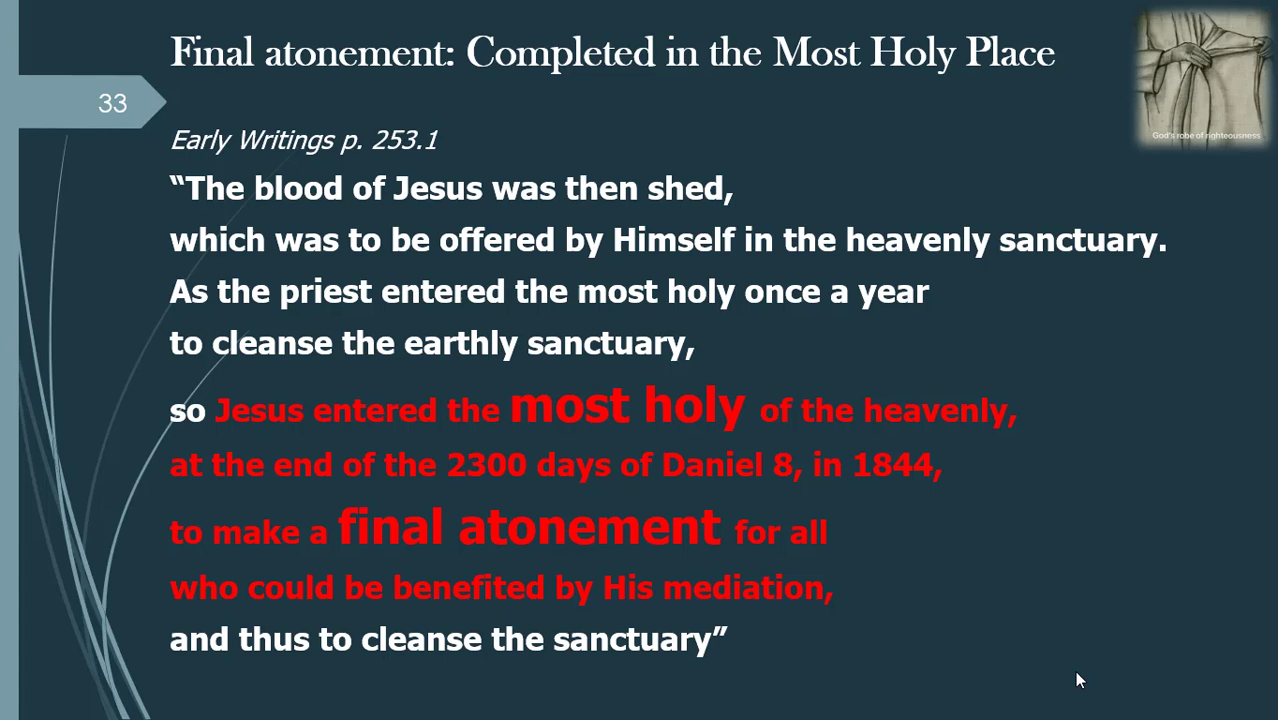 Final atonement: Completed in the Most Holy Place
33
God's robe of righteousness
Early Writings p. 253.1
“The blood of Jesus was then shed,
which was to be offered by Himself in the heavenly sanctuary.
As the priest entered the most holy once a year
to cleanse the earthly sanctuary,
so Jesus entered the most holy of the heavenly,
at the end of the 2300 days of Daniel 8, in 1844,
to make a final atonement for all
who could be benefited by His mediation,
and thus to cleanse the sanctuary”